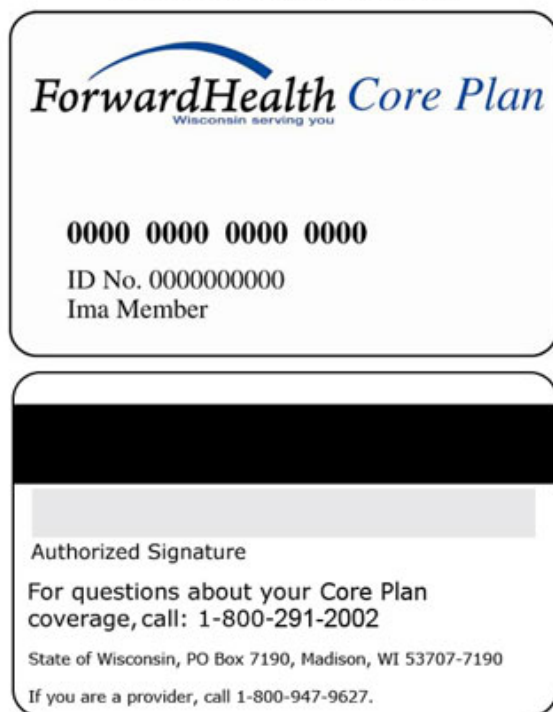 ForwardHealth Core Plan
Wisconsin serving you
0000 0000 0000 0000
ID No. 0000000000
Ima Member
Authorized Signature
For questions about your Core Plan
coverage, call: 1-800-291-2002
State of Wisconsin, PO Box 7190, Madison, WI 53707-7190
If you are a provider, call 1-800-947-9627.